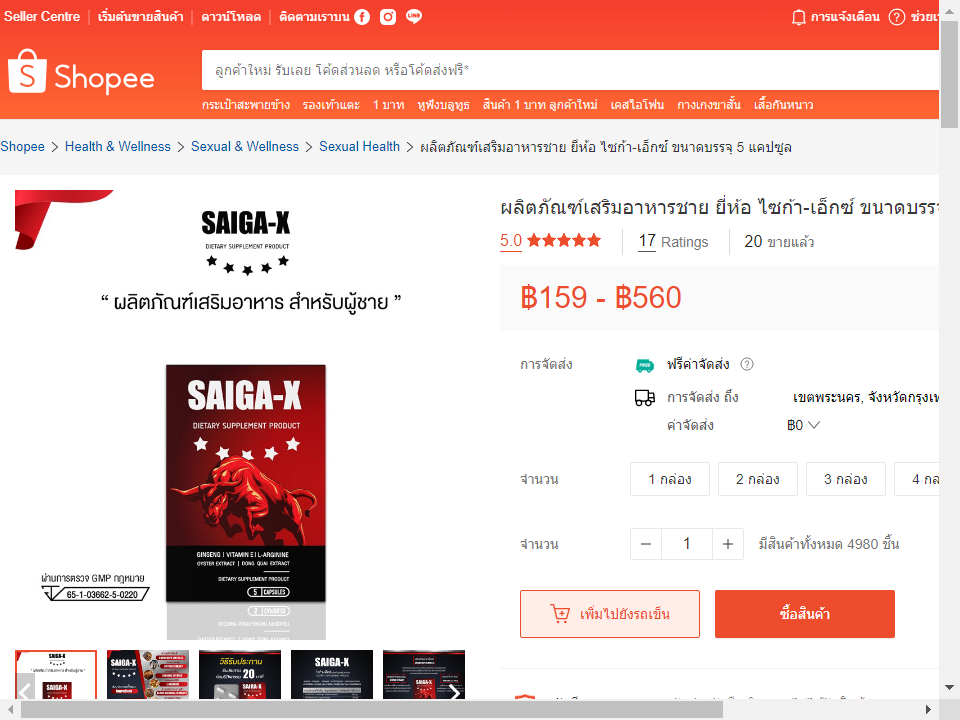 Seller Centre เริ่มต้นขายสินค้า ดาวน์โหลด ติดตามเราบน LINE การแจ้งเตือน
Shopee
ลูกค้าใหม่ รับเลย โค้ดส่วนลด หรือโค้ดส่งฟรี*
กระเป๋าสะพายข้าง รองเท้าแตะ 1 บาท หูฟังบลูทูธ สินค้า 1 บาท ลูกค้าใหม่ เคสไอโฟน กางเกงขาสั้น เสื้อกันหนาว
Shopee > Health & Wellness > Sexual & Wellness > Sexual Health > ผลิตภัณฑ์เสริมอาหารชาย ยี่ห้อ ไซก้า-เอ็กซ์ ขนาดบรรจุ 5 แคปซูล
SAIGA-X
DIETARY SUPPLEMENT PRODUCT
“ ผลิตภัณฑ์เสริมอาหาร สำหรับผู้ชาย ”
SAIGA-X
DIETARY SUPPLEMENT PRODUCT
GINSENG | VITAMIN E | L-ARGININE
OYSTER EXTRACT | DONG QUAI EXTRACT
DIETARY SUPPLEMENT PRODUCT
5 CAPSULES
ผ่านการตรวจ GMP กฎหมาย
65-1-03662-5-0220
SAIGA-X
SAIGA-X
วิธีรับประทาน
20 นาที
SAIGA-X
SAIGA-X
ผลิตภัณฑ์เสริมอาหารชาย ยี่ห้อ ไซก้า-เอ็กซ์ ขนาดบรรจุ
5.0 17 Ratings 20 ขายแล้ว
฿159 - ฿560
การจัดส่ง FREE ฟรีค่าจัดส่ง ?
การจัดส่ง ถึง เขตพระนคร, จังหวัดกรุงเท
ค่าจัดส่ง ฿0
จำนวน 1 กล่อง 2 กล่อง 3 กล่อง 4 กล
จำนวน − 1 + มีสินค้าทั้งหมด 4980 ชิ้น
เพิ่มไปยังรถเข็น ซื้อสินค้า